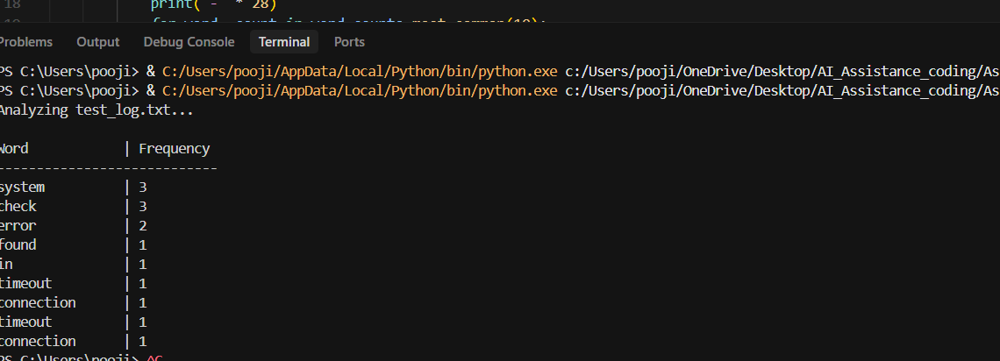 18 print("-" * 28)
19 for word, count in word_counts.most_common(10):
Problems Output Debug Console Terminal Ports
PS C:\Users\pooji> & C:/Users/pooji/AppData/Local/Python/bin/python.exe c:/Users/pooji/OneDrive/Desktop/AI_Assistance_coding/As
PS C:\Users\pooji> & C:/Users/pooji/AppData/Local/Python/bin/python.exe c:/Users/pooji/OneDrive/Desktop/AI_Assistance_coding/As
Analyzing test_log.txt...
Word | Frequency
----------------------------
system | 3
check | 3
error | 2
found | 1
in | 1
timeout | 1
connection | 1
timeout | 1
connection | 1
PS C:\Users\pooji> ^C